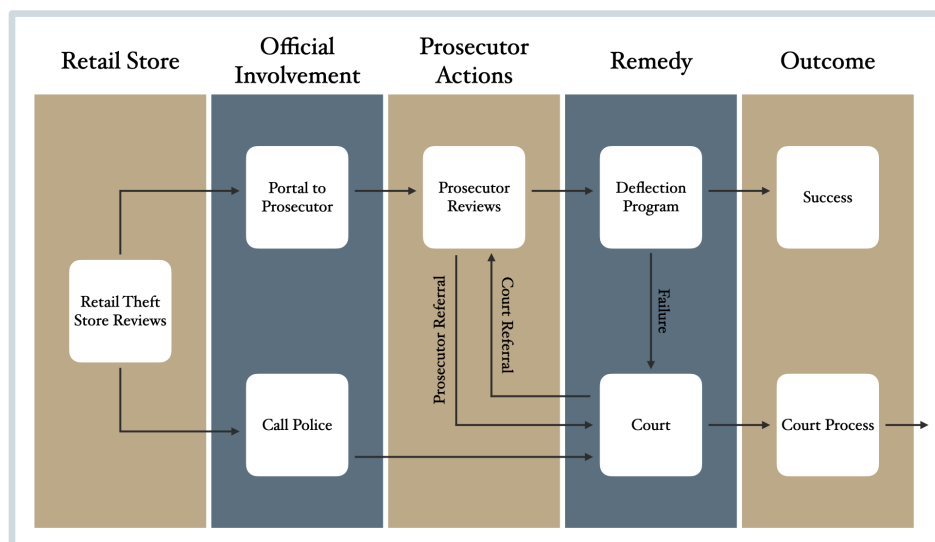 Retail Store
Official
Involvement
Prosecutor
Actions
Remedy
Outcome
Portal to
Prosecutor
Prosecutor
Reviews
Deflection
Program
Success
Retail Theft
Store Reviews
Prosecutor Referral
Court Referral
Failure
Call Police
Court
Court Process